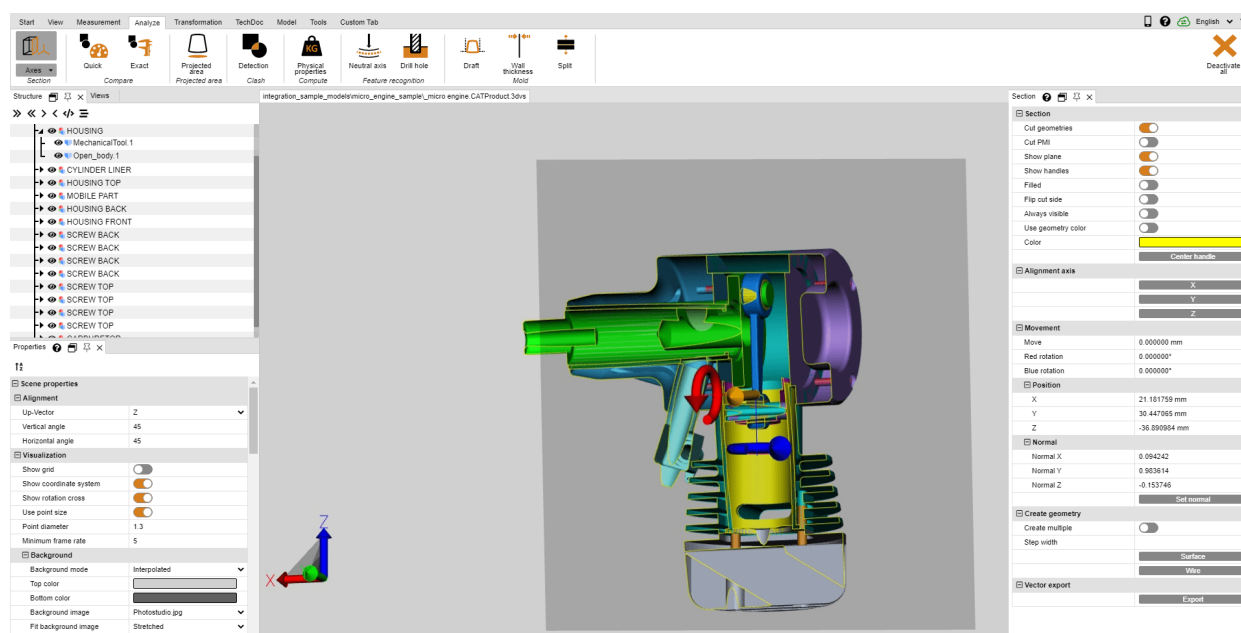 Start View Measurement Analyze Transformation TechDoc Model Tools Custom Tab English
Axes Quick Exact Projected area Detection Physical properties Neutral axis Drill hole Draft Wall thickness Split Deactivate all
KG
Section Compare Projected area Clash Compute Feature recognition Mold
Structure Views
HOUSING
MechanicalTool.1
Open_body.1
CYLINDER LINER
HOUSING TOP
MOBILE PART
HOUSING BACK
HOUSING FRONT
SCREW BACK
SCREW BACK
SCREW BACK
SCREW BACK
SCREW TOP
SCREW TOP
SCREW TOP
SCREW TOP
CARBURETOR
Properties
Scene properties
Alignment
Up-Vector Z
Vertical angle 45
Horizontal angle 45
Visualization
Show grid
Show coordinate system
Show rotation cross
Use point size
Point diameter 1.3
Minimum frame rate 5
Background
Background mode Interpolated
Top color
Bottom color
Background image Photostudio.jpg
Fit background image Stretched
integration_sample_models\micro_engine_sample\_micro engine.CATProduct.3dvs
Z
X
Section
Section
Cut geometries
Cut PMI
Show plane
Show handles
Filled
Flip cut side
Always visible
Use geometry color
Color
Center handle
Alignment axis
X
Y
Z
Movement
Move 0.000000 mm
Red rotation 0.000000°
Blue rotation 0.000000°
Position
X 21.181759 mm
Y 30.447065 mm
Z -36.890984 mm
Normal
Normal X 0.094242
Normal Y 0.983614
Normal Z -0.153746
Set normal
Create geometry
Create multiple
Step width
Surface
Wire
Vector export
Export